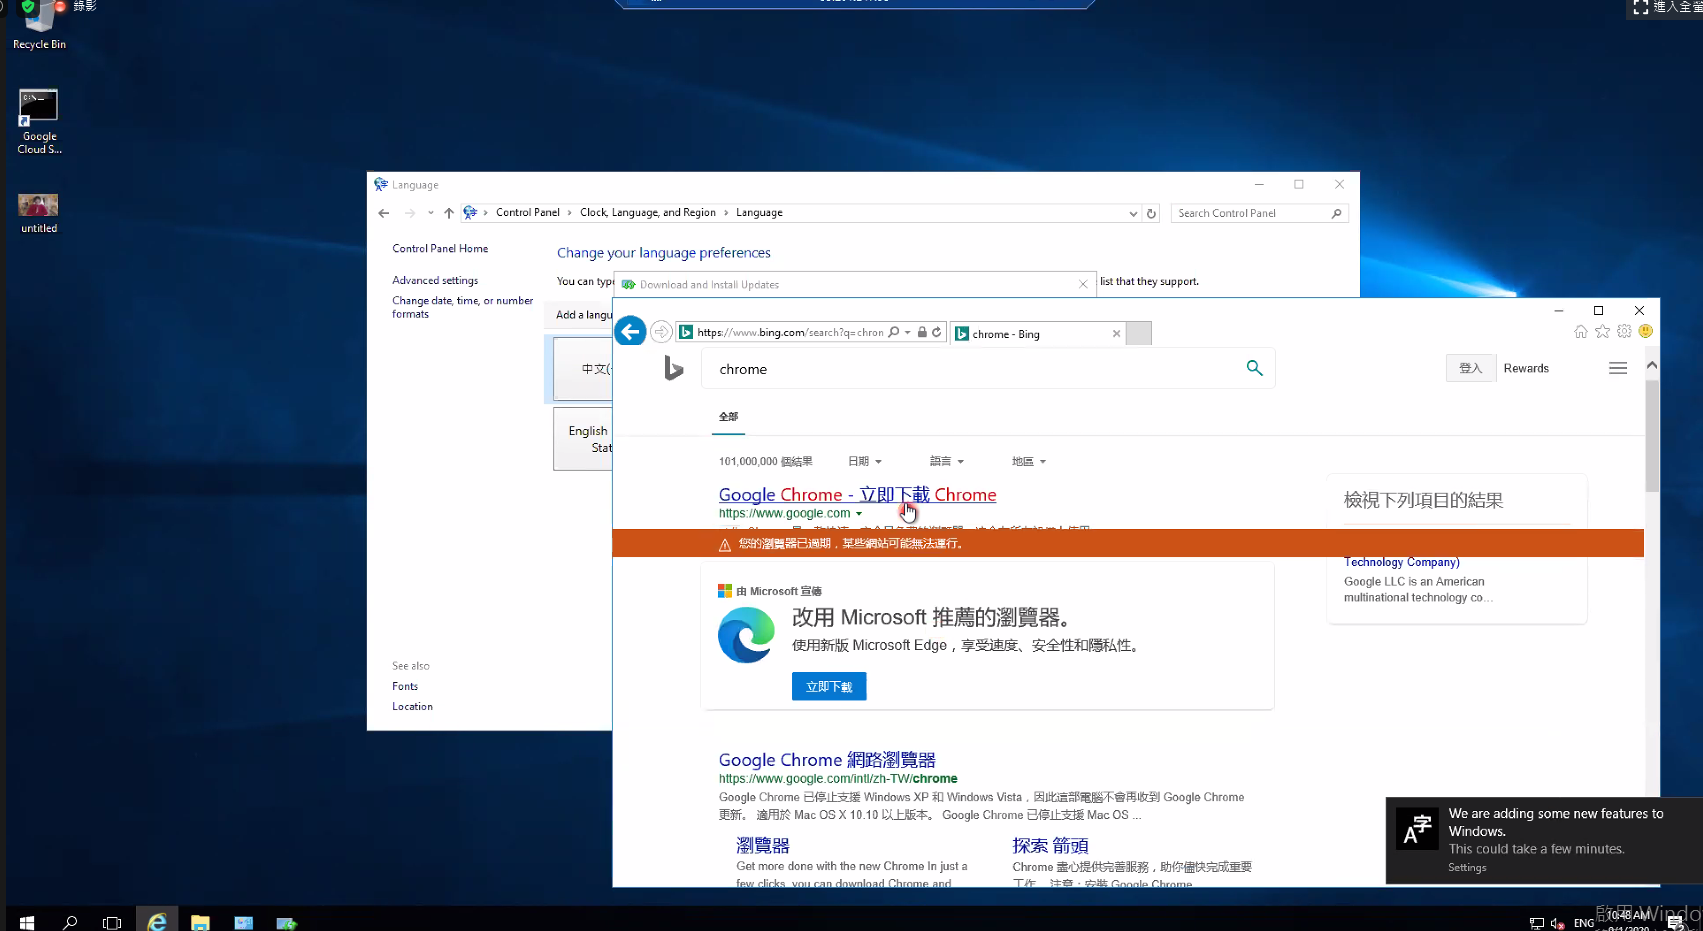 錄影
進入全螢
Recycle Bin
Google
Cloud S...
untitled
Language
Control Panel › Clock, Language, and Region › Language
Search Control Panel
Control Panel Home
Advanced settings
Change date, time, or number
formats
See also
Fonts
Location
Change your language preferences
You can type
list that they support.
Add a langu
中文(
English
Stat
Download and Install Updates
https://www.bing.com/search?q=chron
chrome - Bing
chrome
登入
Rewards
全部
101,000,000 個結果
日期
語言
地區
Google Chrome - 立即下載 Chrome
https://www.google.com
您的瀏覽器已過期，某些網站可能無法運行。
檢視下列項目的結果
Technology Company)
Google LLC is an American
multinational technology co...
由 Microsoft 宣傳
改用 Microsoft 推薦的瀏覽器。
使用新版 Microsoft Edge，享受速度、安全性和隱私性。
立即下載
Google Chrome 網路瀏覽器
https://www.google.com/intl/zh-TW/chrome
Google Chrome 已停止支援 Windows XP 和 Windows Vista，因此這部電腦不會再收到 Google Chrome
更新。 適用於 Mac OS X 10.10 以上版本。 Google Chrome 已停止支援 Mac OS ...
瀏覽器
Get more done with the new Chrome In just a
few clicks, you can download Chrome and
探索 箭頭
Chrome 盡心提供完善服務，助你儘快完成重要
工作。注意：安裝 Google Chrome
We are adding some new features to
Windows.
This could take a few minutes.
Settings
啟用 Windo
ENG
10:48 AM
9/1/2020